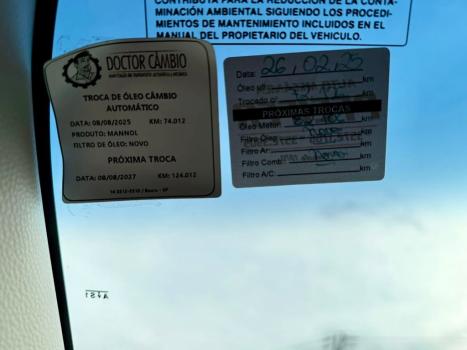 CONTRIBUYE PARA LA REDUCCIÓN DE LA CONTA-
MINACIÓN AMBIENTAL SIGUIENDO LOS PROCEDI-
MIENTOS DE MANTENIMIENTO INCLUIDOS EN EL
MANUAL DEL PROPIETARIO DEL VEHICULO.
DOCTOR CÂMBIO
TROCA DE ÓLEO CÂMBIO
AUTOMÁTICO
DATA: 08/08/2025 KM: 74.012
PRODUTO: MANNOL
FILTRO DE ÓLEO: NOVO
PRÓXIMA TROCA
DATA: 08/08/2027 KM: 124.012
Data: 26, 02, 25
Óleo km
Trocado c/ km
PRÓXIMAS TROCAS
Óleo Motor km
Filtro Óleo km
Filtro Ar km
Filtro Comb. km
Filtro A/C: km